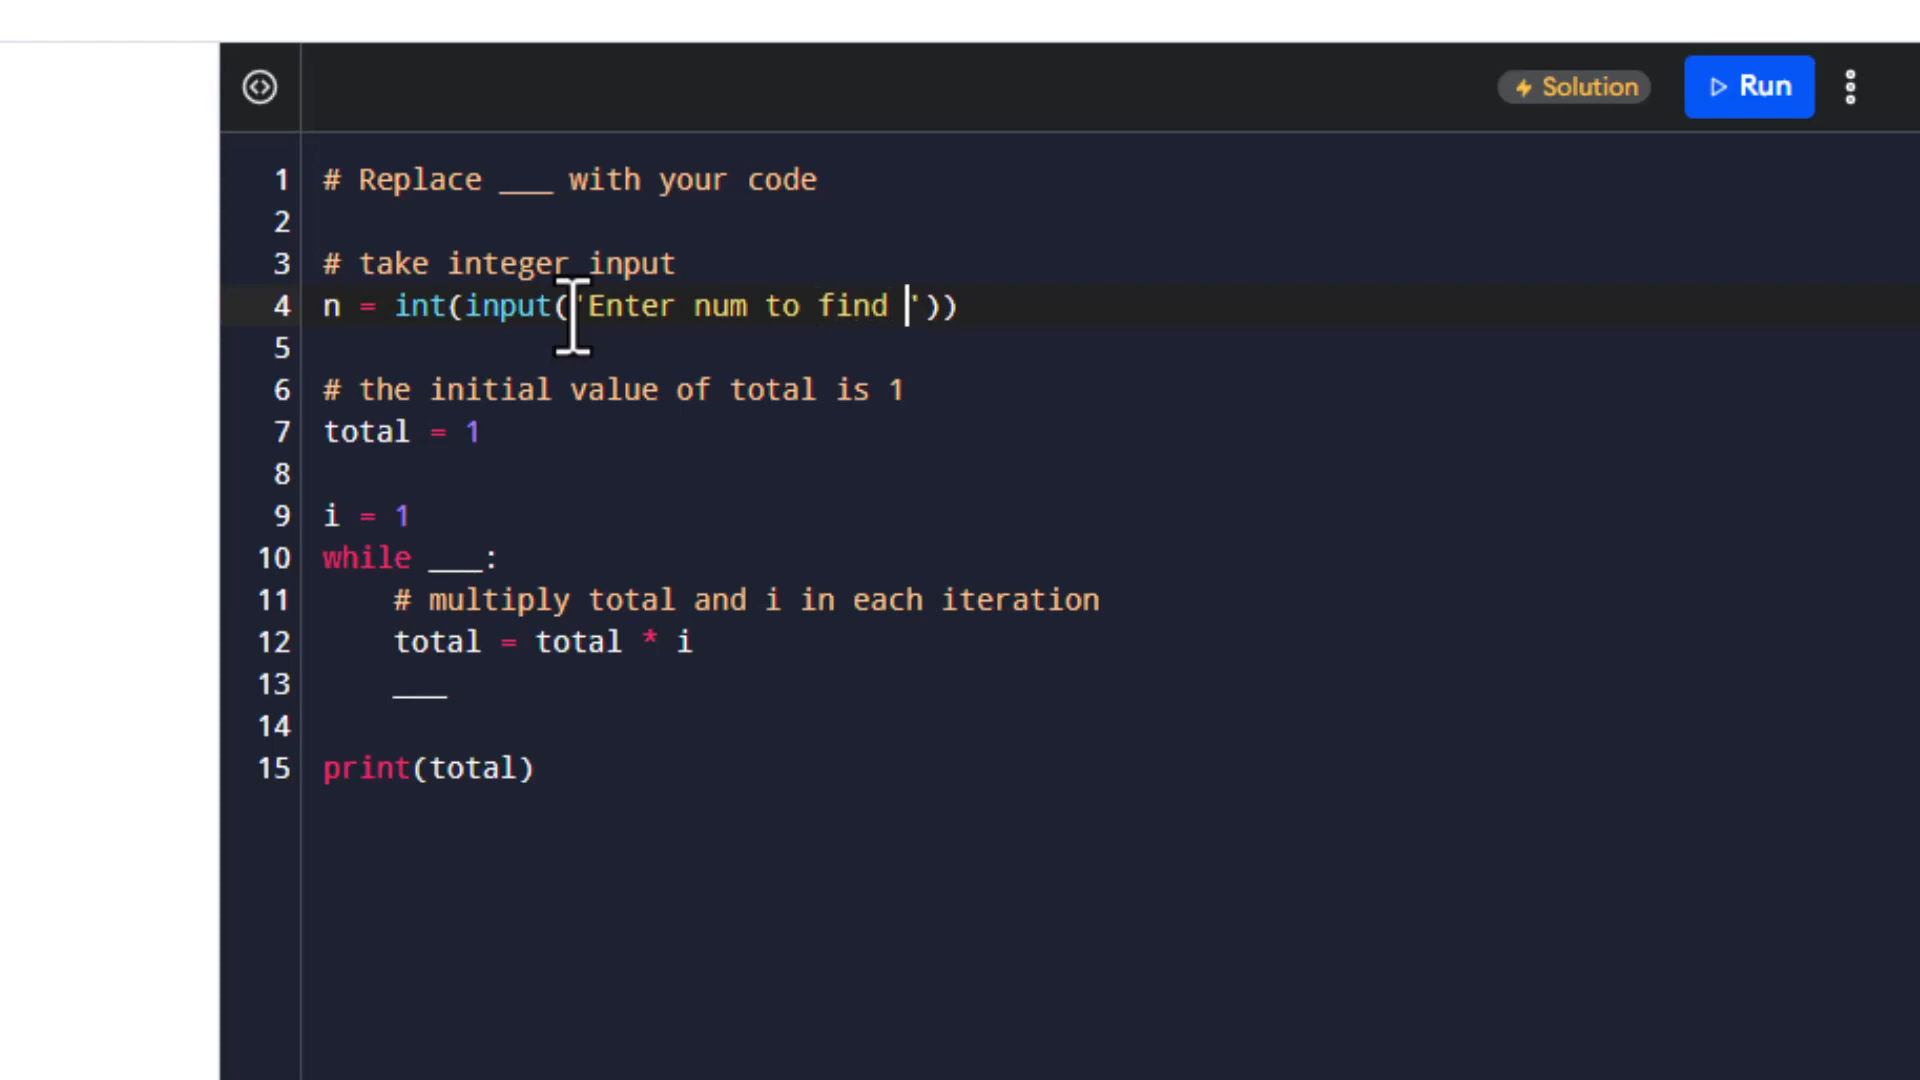 Solution
Run
1 # Replace ___ with your code
2
3 # take integer input
4 n = int(input('Enter num to find '))
5
6 # the initial value of total is 1
7 total = 1
8
9 i = 1
10 while ___:
11     # multiply total and i in each iteration
12     total = total * i
13     ___
14
15 print(total)